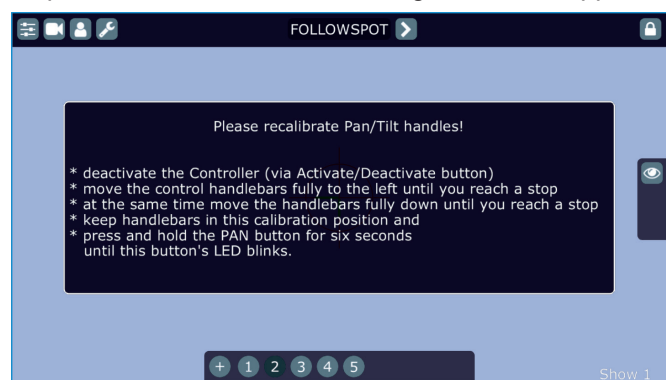 FOLLOWSPOT
Please recalibrate Pan/Tilt handles!
* deactivate the Controller (via Activate/Deactivate button)
* move the control handlebars fully to the left until you reach a stop
* at the same time move the handlebars fully down until you reach a stop
* keep handlebars in this calibration position and
* press and hold the PAN button for six seconds
until this button's LED blinks.
+ 1 2 3 4 5
Show 1